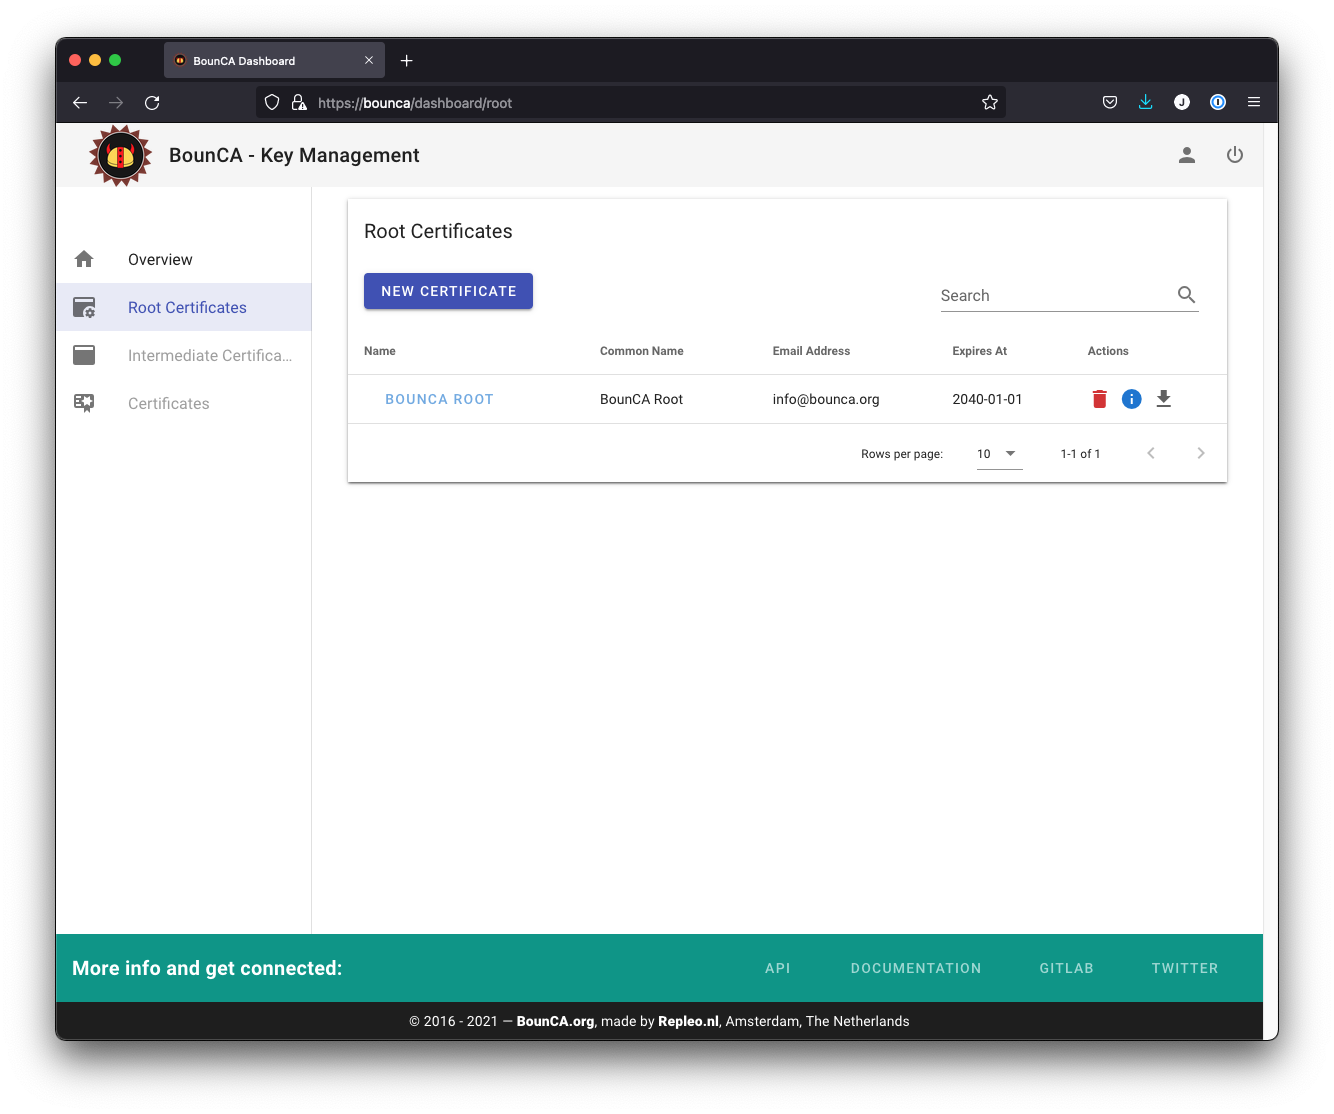 BounCA Dashboard
https://bounca/dashboard/root
J
BounCA - Key Management
Overview
Root Certificates
Intermediate Certifica...
Certificates
Root Certificates
NEW CERTIFICATE
Search
Name Common Name Email Address Expires At Actions
BOUNCA ROOT BounCA Root info@bounca.org 2040-01-01
Rows per page: 10 1-1 of 1
More info and get connected: API DOCUMENTATION GITLAB TWITTER
© 2016 - 2021 — BounCA.org, made by Repleo.nl, Amsterdam, The Netherlands